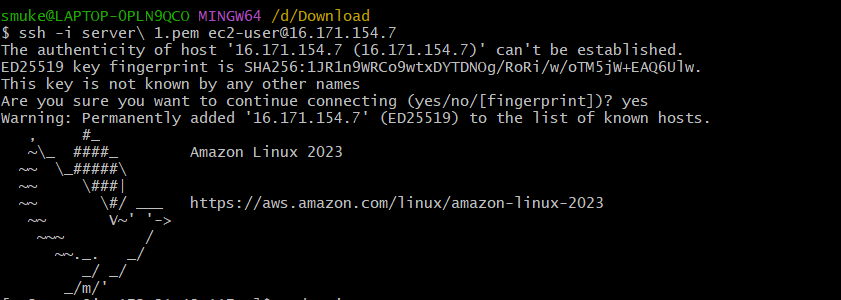 smuke@LAPTOP-0PLN9QCO MINGW64 /d/Download
$ ssh -i server\ 1.pem ec2-user@16.171.154.7
The authenticity of host '16.171.154.7 (16.171.154.7)' can't be established.
ED25519 key fingerprint is SHA256:1JR1n9WRCo9wtxDYTDNOg/RoRi/w/oTM5jW+EAQ6Ulw.
This key is not known by any other names
Are you sure you want to continue connecting (yes/no/[fingerprint])? yes
Warning: Permanently added '16.171.154.7' (ED25519) to the list of known hosts.
   ,     #_
   ~\_  ####_        Amazon Linux 2023
  ~~  \_#####\
  ~~     \###|
  ~~       \#/ ___   https://aws.amazon.com/linux/amazon-linux-2023
   ~~       V~' '->
    ~~~         /
      ~~._.   _/
         _/ _/
       _/m/'